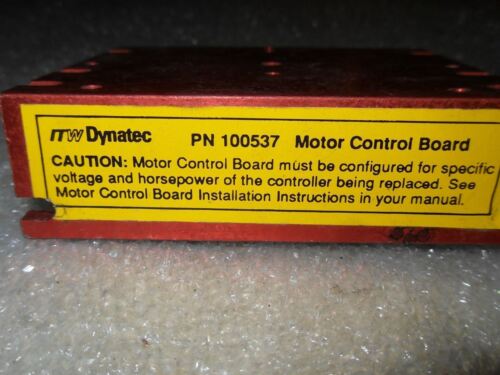 ITW Dynatec PN 100537 Motor Control Board
CAUTION: Motor Control Board must be configured for specific
voltage and horsepower of the controller being replaced. See
Motor Control Board Installation Instructions in your manual.